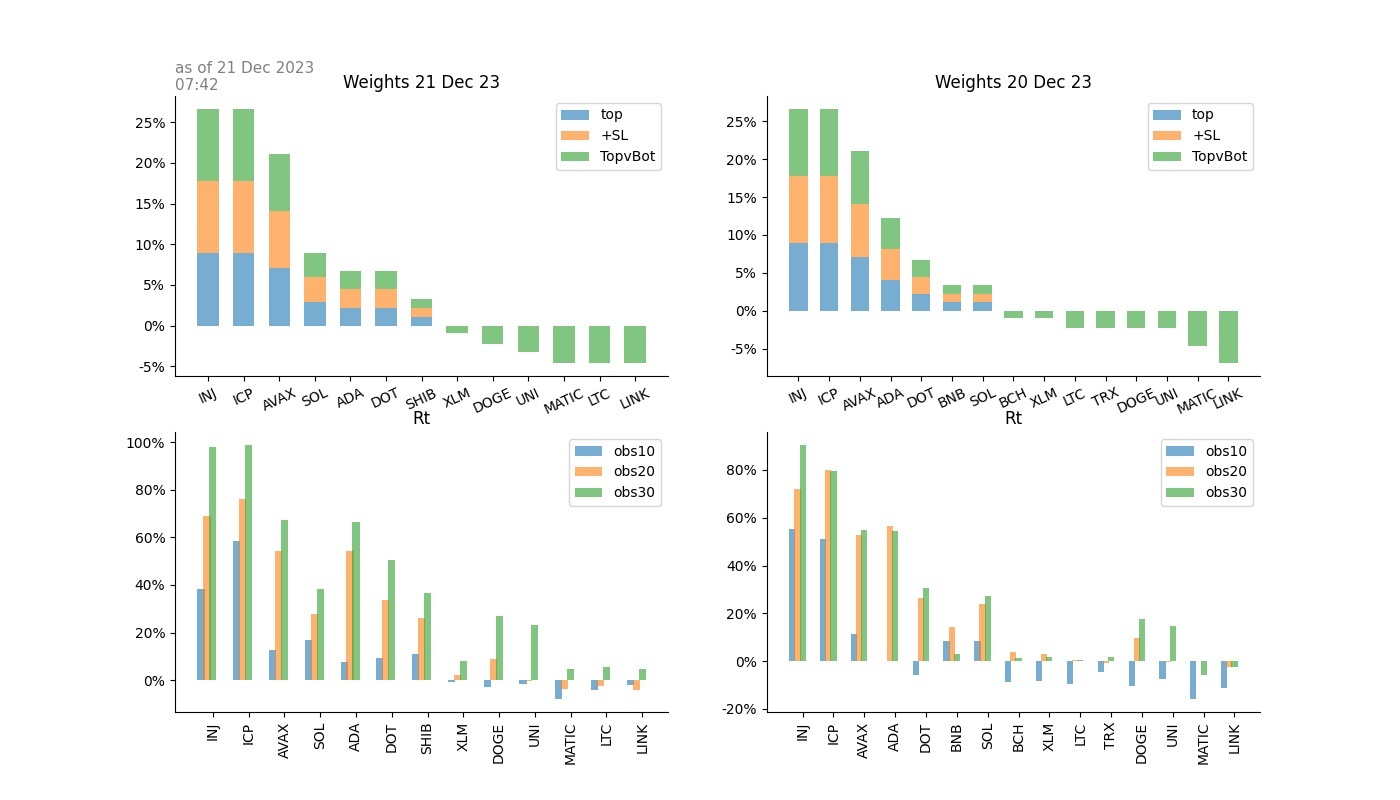 as of 21 Dec 2023
07:42
Weights 21 Dec 23
top
+SL
TopvBot
25%
20%
15%
10%
5%
0%
-5%
INJ ICP AVAX SOL ADA DOT SHIB XLM DOGE UNI MATIC LTC LINK
Weights 20 Dec 23
top
+SL
TopvBot
25%
20%
15%
10%
5%
0%
-5%
INJ ICP AVAX ADA DOT BNB SOL BCH XLM LTC TRX DOGE UNI MATIC LINK
Rt
obs10
obs20
obs30
100%
80%
60%
40%
20%
0%
INJ ICP AVAX SOL ADA DOT SHIB XLM DOGE UNI MATIC LTC LINK
Rt
obs10
obs20
obs30
80%
60%
40%
20%
0%
-20%
INJ ICP AVAX ADA DOT BNB SOL BCH XLM LTC TRX DOGE UNI MATIC LINK